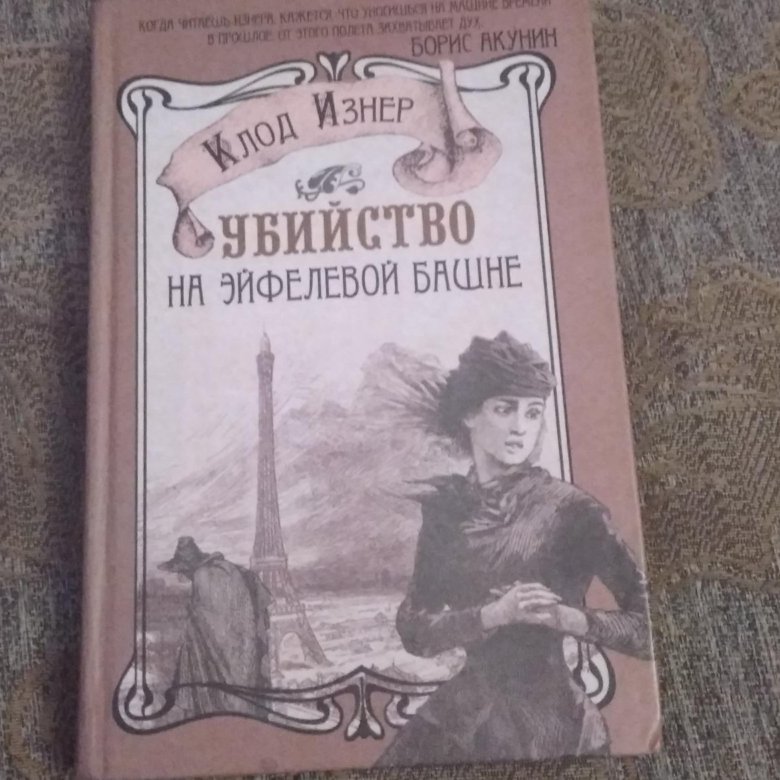 КОГДА ЧИТАЕШЬ ИЗНЕРА, КАЖЕТСЯ, ЧТО УНОСИШЬСЯ НА МАШИНЕ ВРЕМЕНИ
В ПРОШЛОЕ. ОТ ЭТОГО ПОЛЕТА ЗАХВАТЫВАЕТ ДУХ.
БОРИС АКУНИН
КЛОД ИЗНЕР
УБИЙСТВО
НА ЭЙФЕЛЕВОЙ БАШНЕ